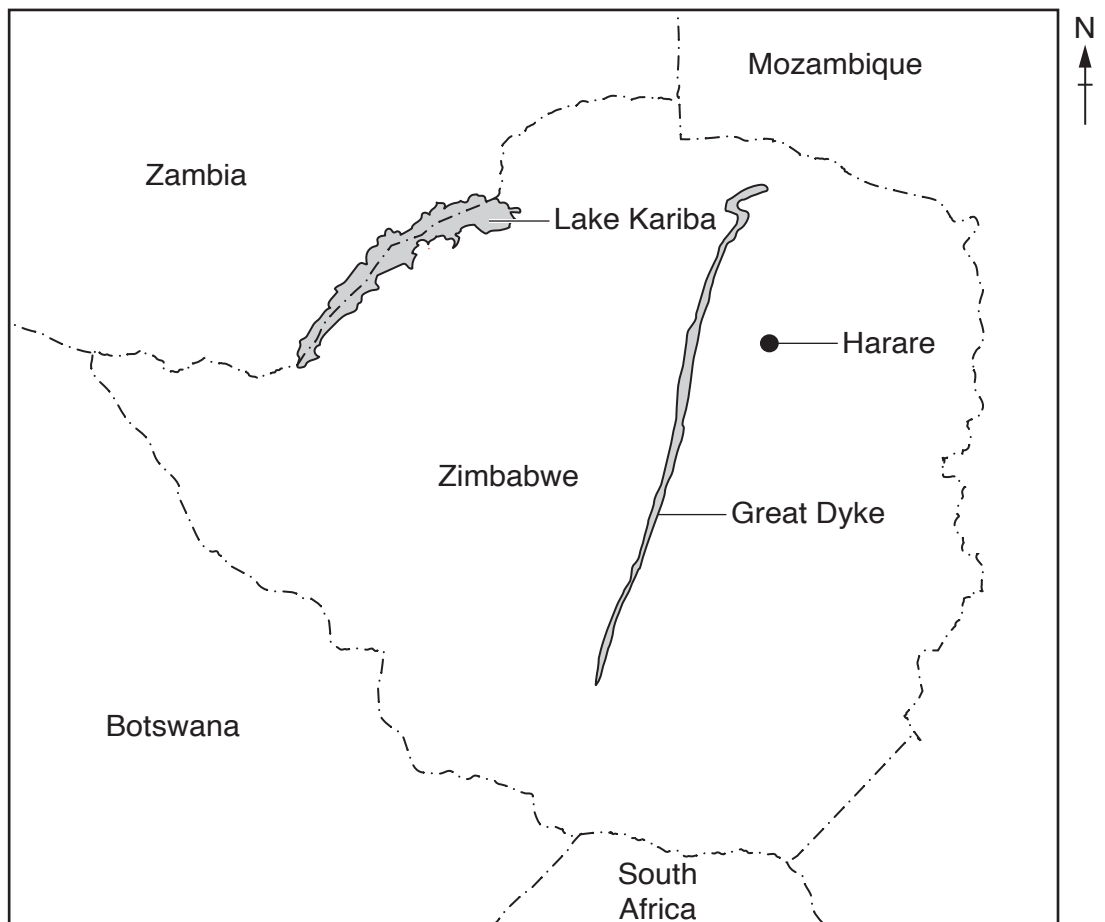 N
Mozambique
Zambia
Lake Kariba
Harare
Zimbabwe
Great Dyke
Botswana
South
Africa